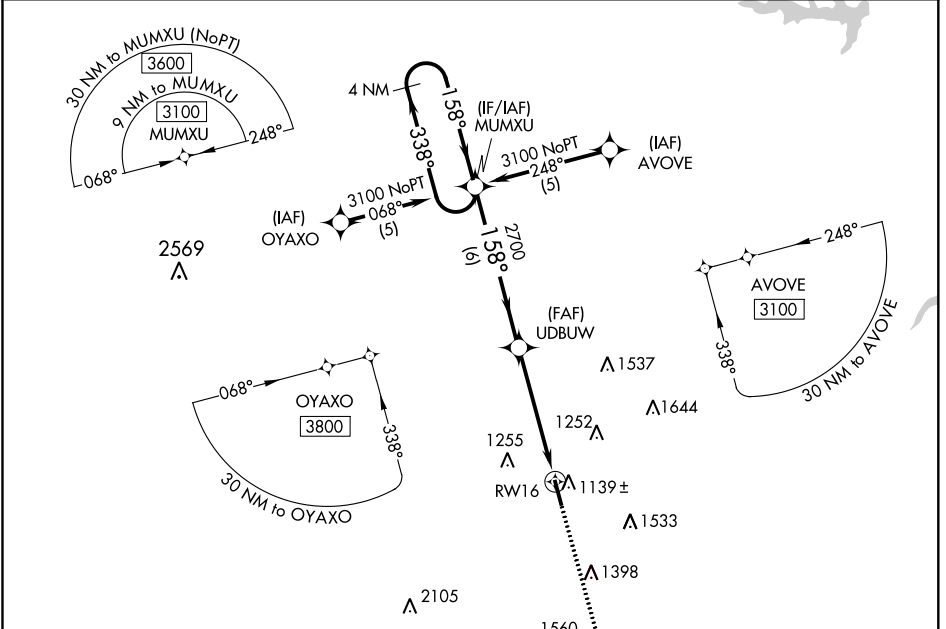 30 NM to MUMXU (NoPT)
3600
9 NM to MUMXU
3100
MUMXU
068°
248°
4 NM
158°
338°
(IF/IAF)
MUMXU
3100 NoPT
248°
(5)
(IAF)
AVOVE
3100 NoPT
068°
(5)
(IAF)
OYAXO
2569
2700
158°
(6)
248°
AVOVE
3100
338°
30 NM to AVOVE
(FAF)
UDBUW
068°
OYAXO
3800
338°
30 NM to OYAXO
1537
1644
1252
1255
RW16
1139±
1533
1398
2105
1560